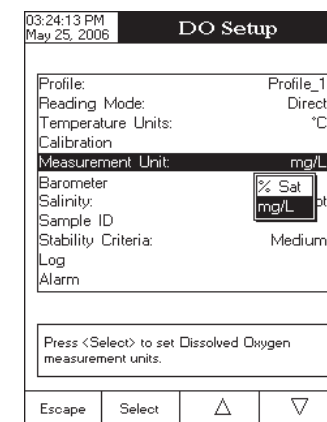 03:24:13 PM
May 25, 2006
DO Setup
Profile: Profile_1
Reading Mode: Direct
Temperature Units: °C
Calibration
Measurement Unit: mg/L
Barometer
% Sat
Salinity:
mg/L
Sample ID
Stability Criteria: Medium
Log
Alarm
Press <Select> to set Dissolved Oxygen
measurement units.
Escape Select △ ▽